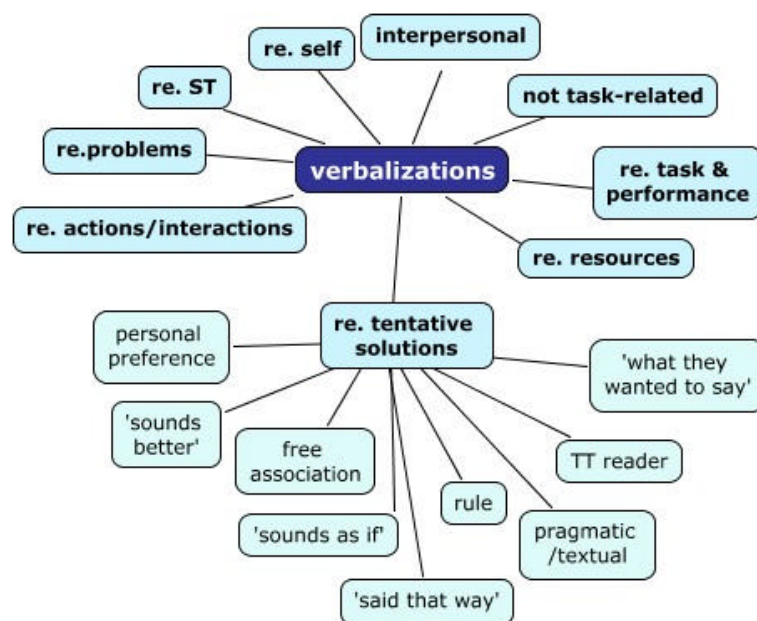 interpersonal
re. self
re. ST
not task-related
re.problems
verbalizations
re. task &
performance
re. actions/interactions
re. resources
re. tentative
solutions
personal
preference
'what they
wanted to say'
'sounds
better'
free
association
TT reader
rule
'sounds as if'
pragmatic
/textual
'said that way'